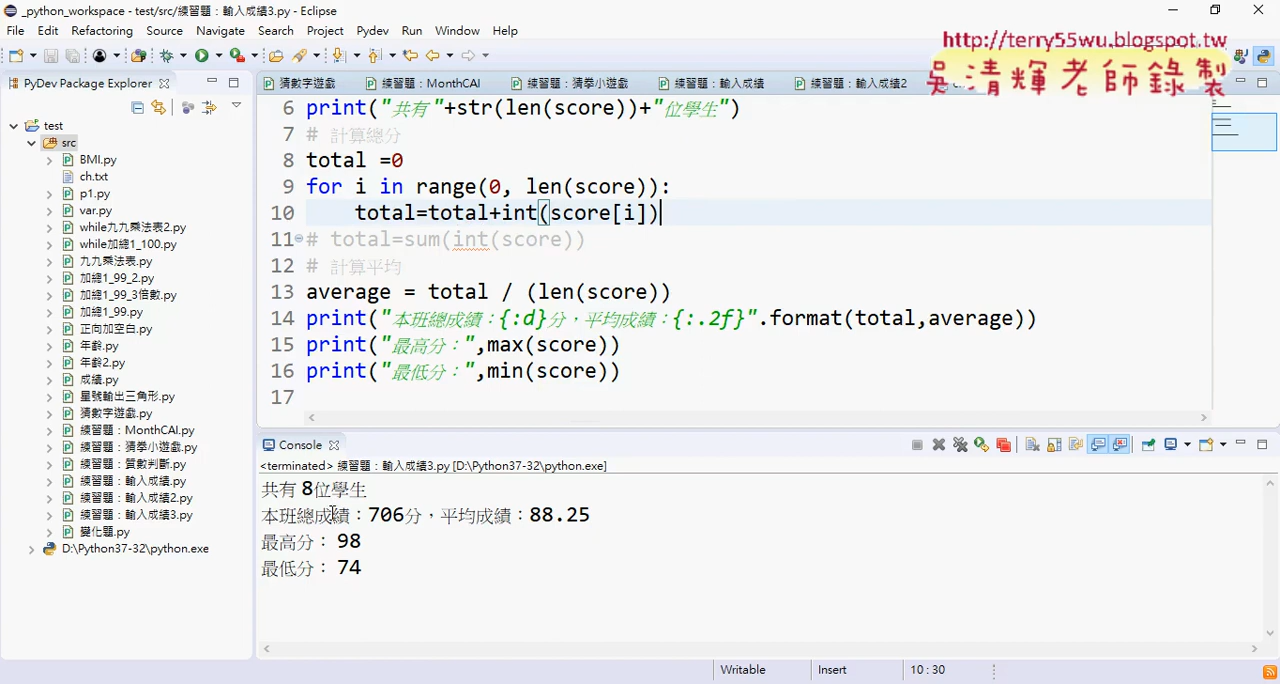 _python_workspace - test/src/練習題：輸入成績3.py - Eclipse
File Edit Refactoring Source Navigate Search Project Pydev Run Window Help
http://terry55wu.blogspot.tw
吳清輝老師錄製
PyDev Package Explorer
猜數字遊戲 練習題：MonthCAI 練習題：猜學小遊戲 練習題：輸入成績 練習題：輸入成績2
test
src
BMI.py
ch.txt
p1.py
var.py
while九九乘法表2.py
while加總1_100.py
九九乘法表.py
加總1_99_2.py
加總1_99_3倍數.py
加總1_99.py
正向加空白.py
年齡.py
年齡2.py
成績.py
星號輸出三角形.py
猜數字遊戲.py
練習題：MonthCAI.py
練習題：猜學小遊戲.py
練習題：質數判斷.py
練習題：輸入成績.py
練習題：輸入成績2.py
練習題：輸入成績3.py
變化題.py
D:\Python37-32\python.exe
6 print("共有"+str(len(score))+"位學生")
7 # 計算總分
8 total =0
9 for i in range(0, len(score)):
10 total=total+int(score[i])
11 # total=sum(int(score))
12 # 計算平均
13 average = total / (len(score))
14 print("本班總成績：{:d}分，平均成績：{:.2f}".format(total,average))
15 print("最高分：",max(score))
16 print("最低分：",min(score))
17
Console
<terminated> 練習題：輸入成績3.py [D:\Python37-32\python.exe]
共有 8位學生
本班總成績：706分，平均成績：88.25
最高分： 98
最低分： 74
Writable Insert 10 : 30